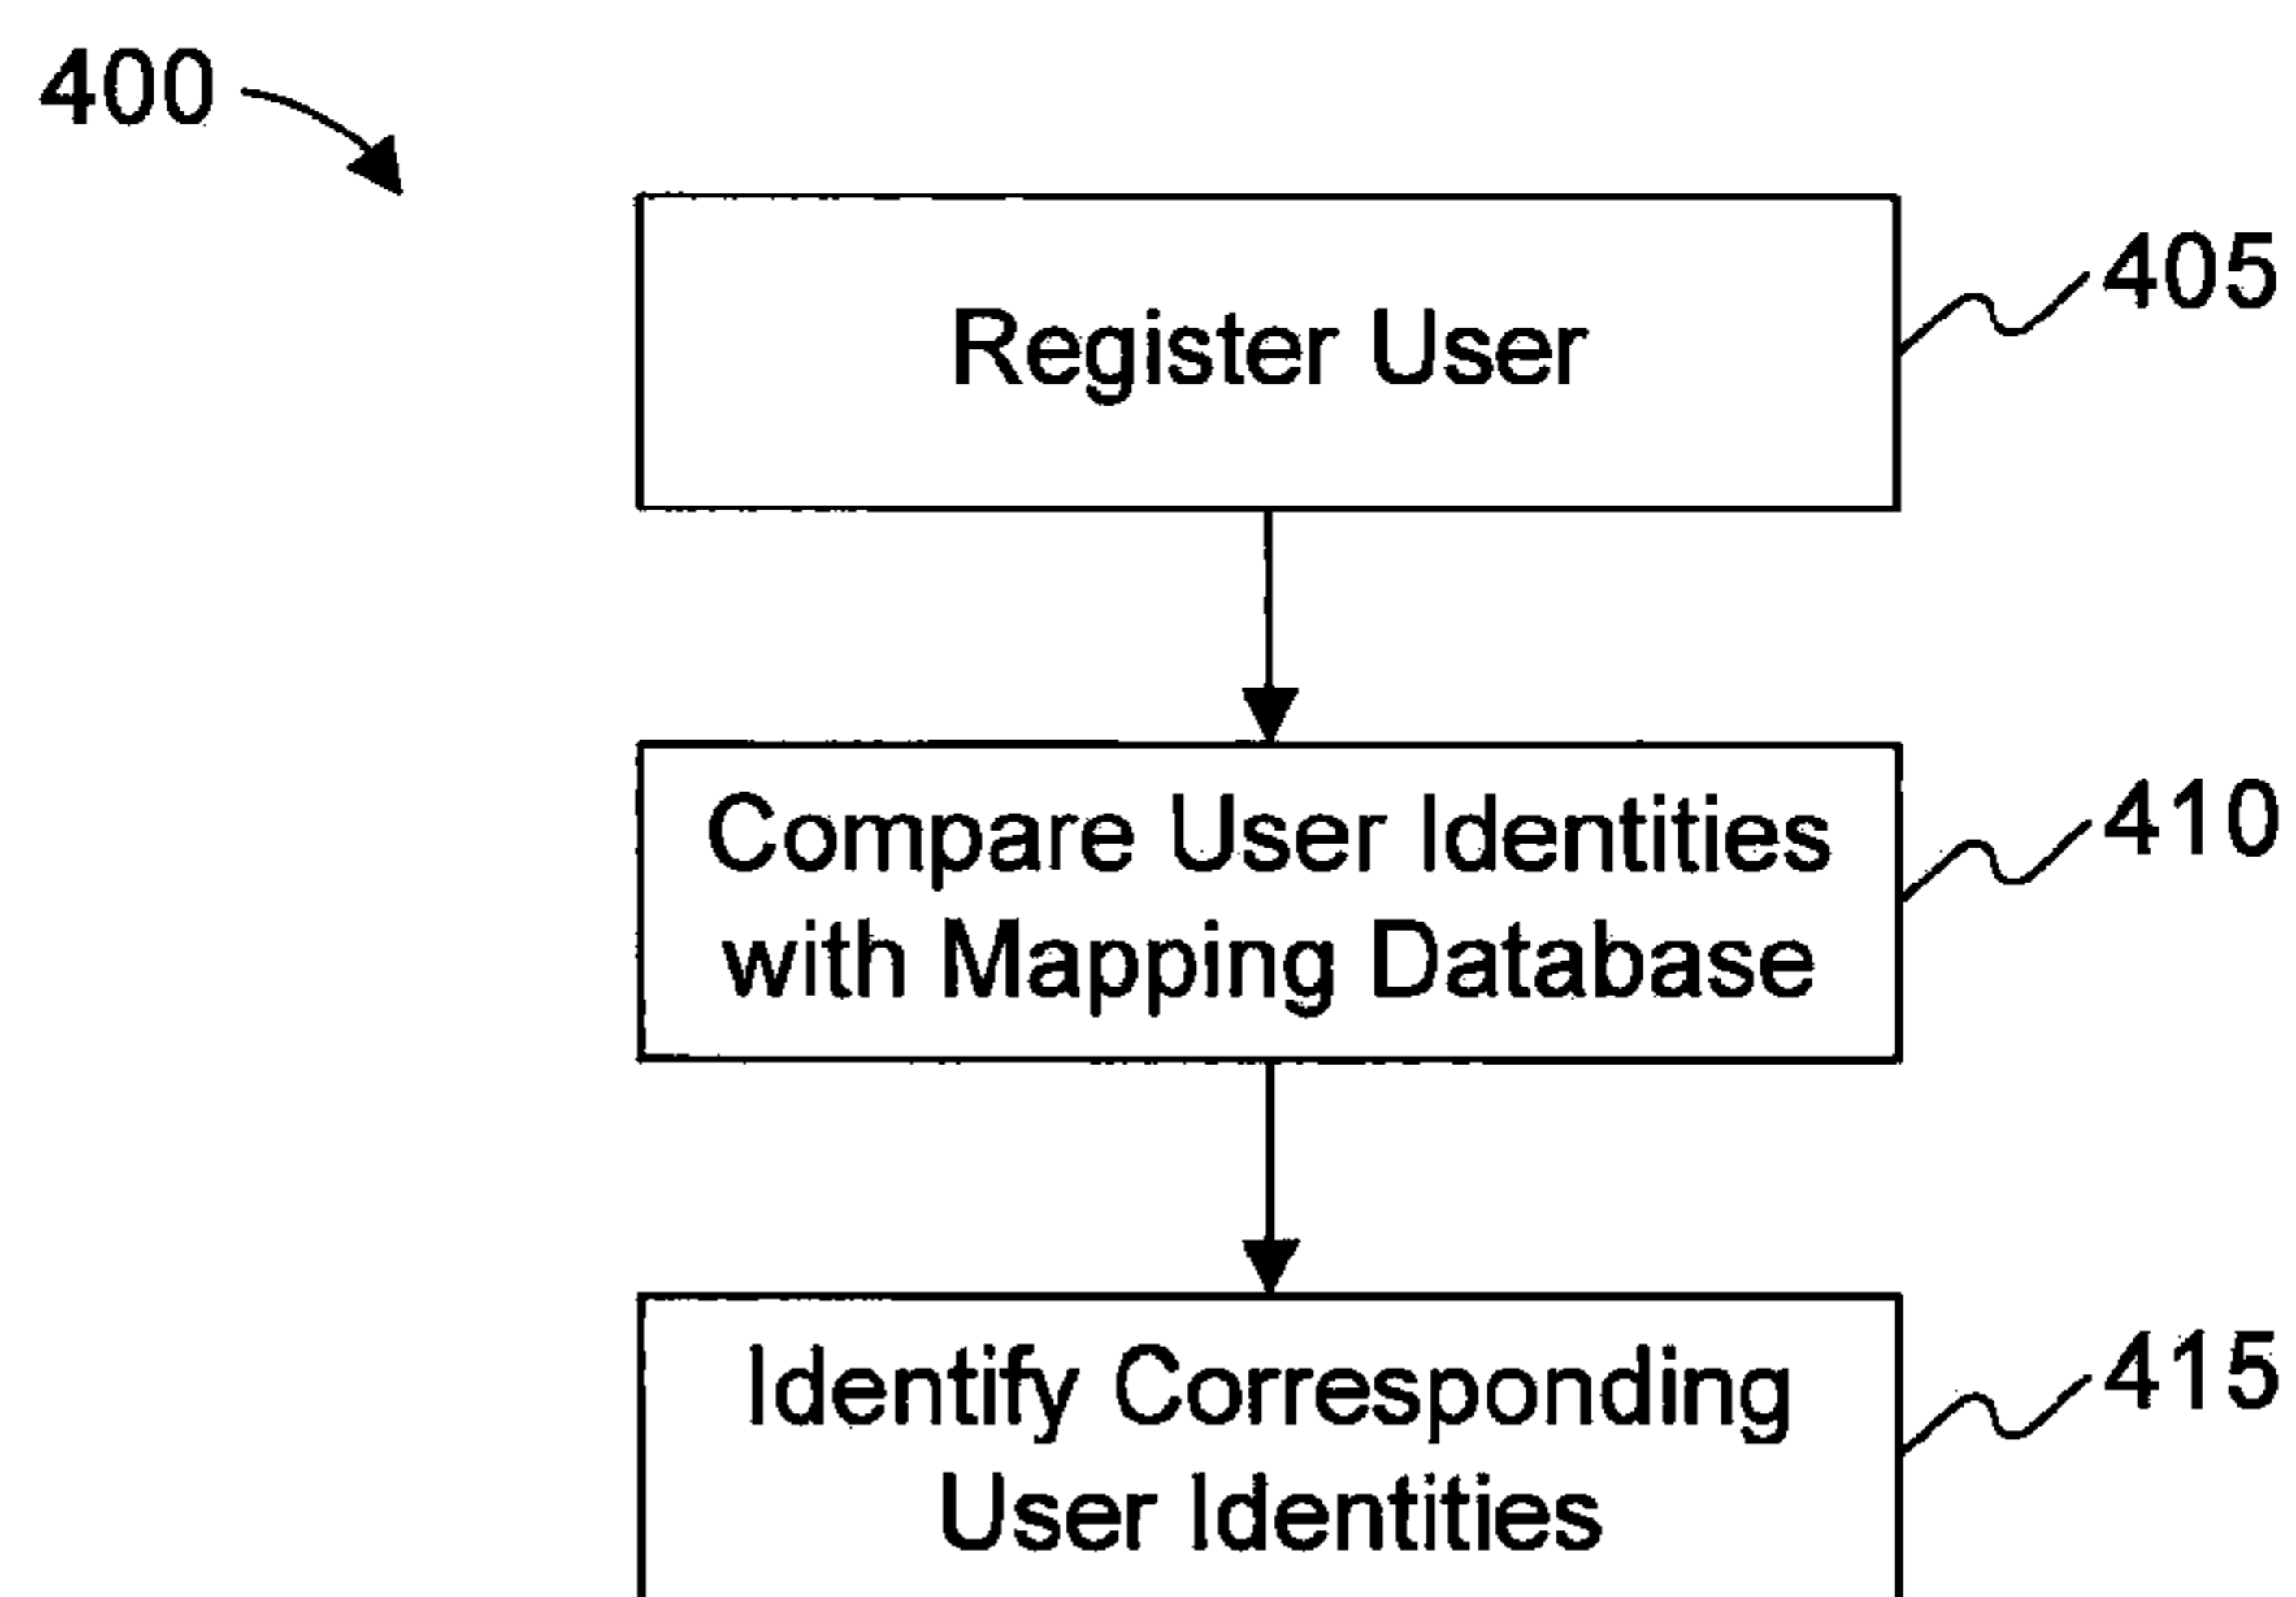 400
405
Register User
410
Compare User Identities
with Mapping Database
415
Identify Corresponding
User Identities